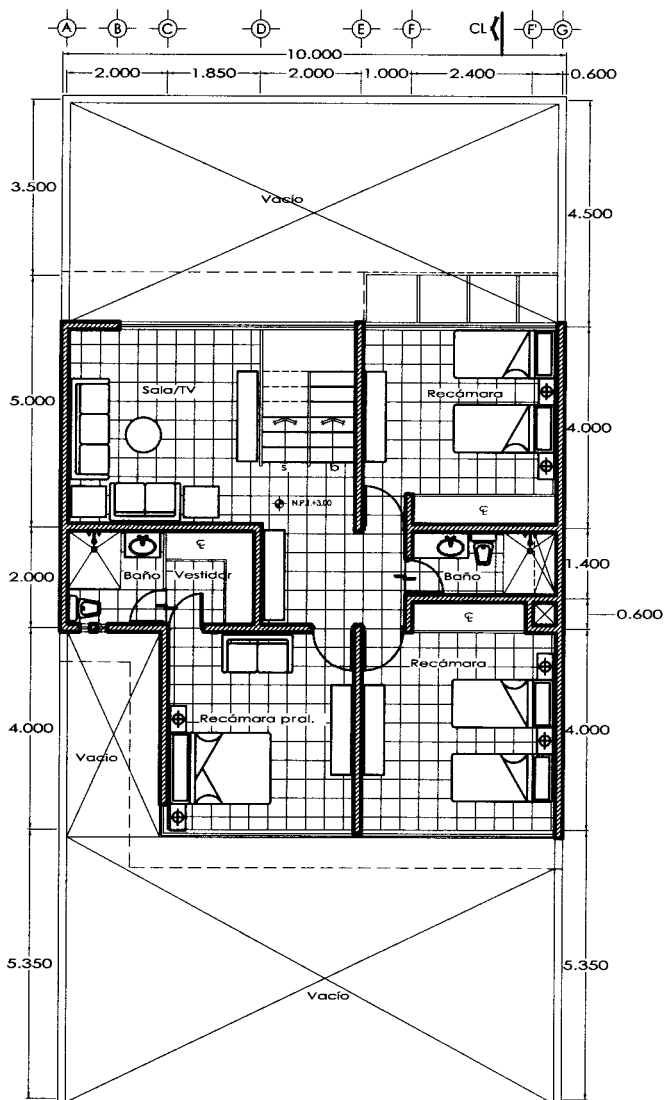 A B C D E F CL F' G
10.000
2.000 1.850 2.000 1.000 2.400 0.600
3.500
Vacío
4.500
5.000
Sala/TV
Recámara
4.000
s b
N.P.T.+3.00
℄
℄
2.000
Baño Vestidor
Baño
1.400
0.600
℄
Recámara
Recámara pral.
4.000
Vacío
4.000
5.350
Vacío
5.350